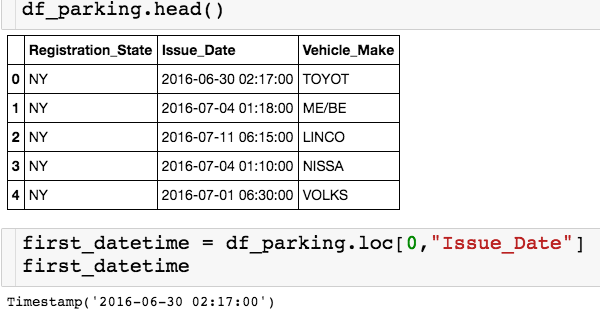 df_parking.head()
Registration_State Issue_Date Vehicle_Make
0 NY 2016-06-30 02:17:00 TOYOT
1 NY 2016-07-04 01:18:00 ME/BE
2 NY 2016-07-11 06:15:00 LINCO
3 NY 2016-07-04 01:10:00 NISSA
4 NY 2016-07-01 06:30:00 VOLKS
first_datetime = df_parking.loc[0,"Issue_Date"]
first_datetime
Timestamp('2016-06-30 02:17:00')